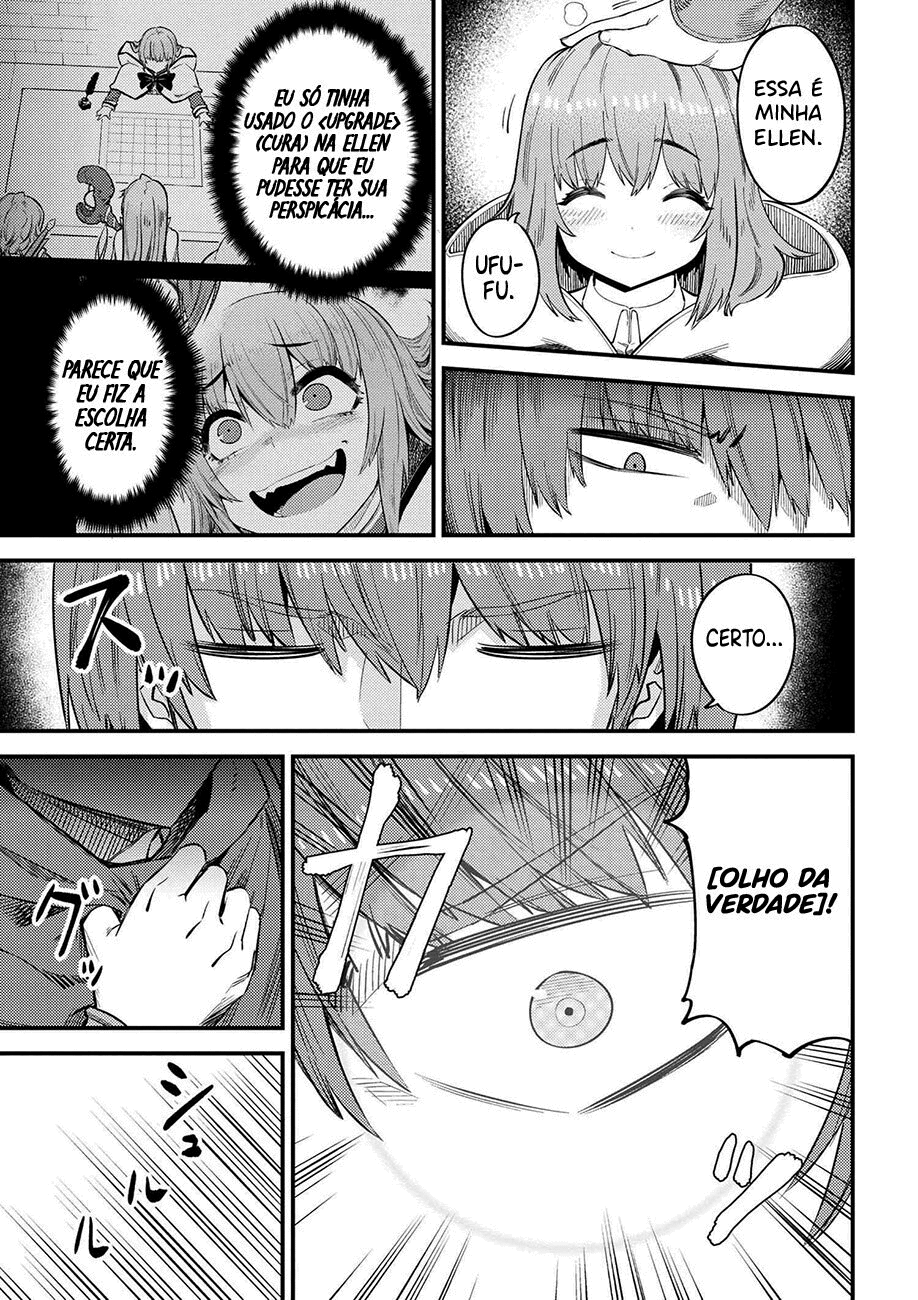 ESSA É
MINHA
ELLEN.
UFU-
FU.
EU SÓ TINHA
USADO O <UPGRADE>
(CURA) NA ELLEN
PARA QUE EU
PUDESSE TER SUA
PERSPICÁCIA...
PARECE QUE
EU FIZ A
ESCOLHA
CERTA.
CERTO...
スッ
[OLHO DA
VERDADE]!
カッ
グッ
シュルル